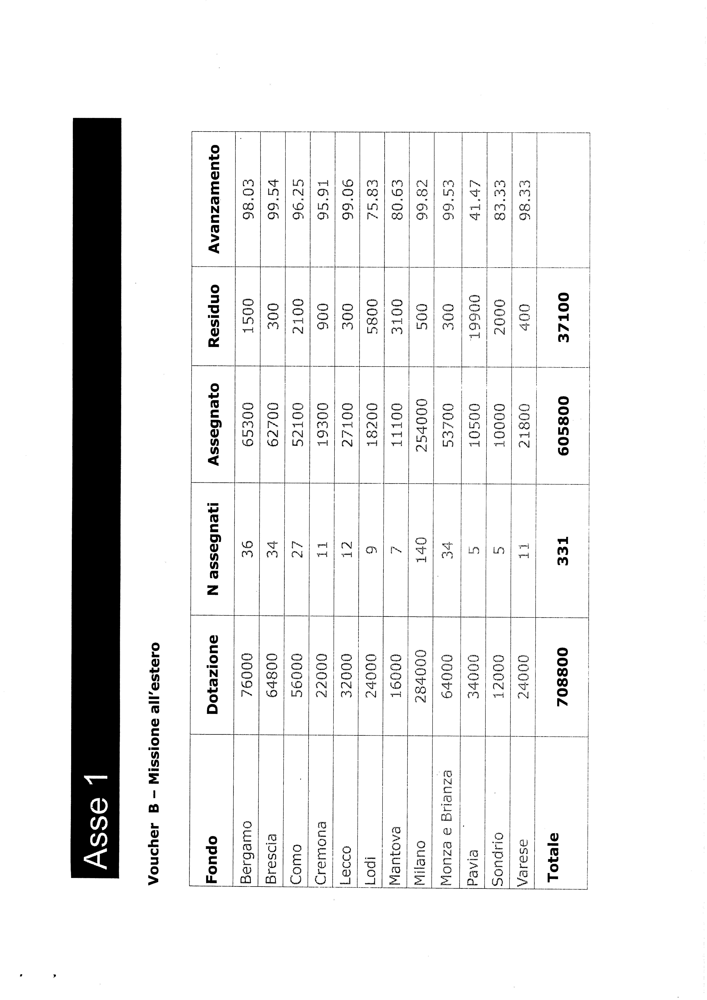 Asse 1
Voucher B – Missione all'estero
Fondo Dotazione N assegnati Assegnato Residuo Avanzamento
Bergamo 76000 36 65300 1500 98.03
Brescia 64800 34 62700 300 99.54
Como 56000 27 52100 2100 96.25
Cremona 22000 11 19300 900 95.91
Lecco 32000 12 27100 300 99.06
Lodi 24000 9 18200 5800 75.83
Mantova 16000 7 11100 3100 80.63
Milano 284000 140 254000 500 99.82
Monza e Brianza 64000 34 53700 300 99.53
Pavia 34000 5 10500 19900 41.47
Sondrio 12000 5 10000 2000 83.33
Varese 24000 11 21800 400 98.33
Totale 708800 331 605800 37100